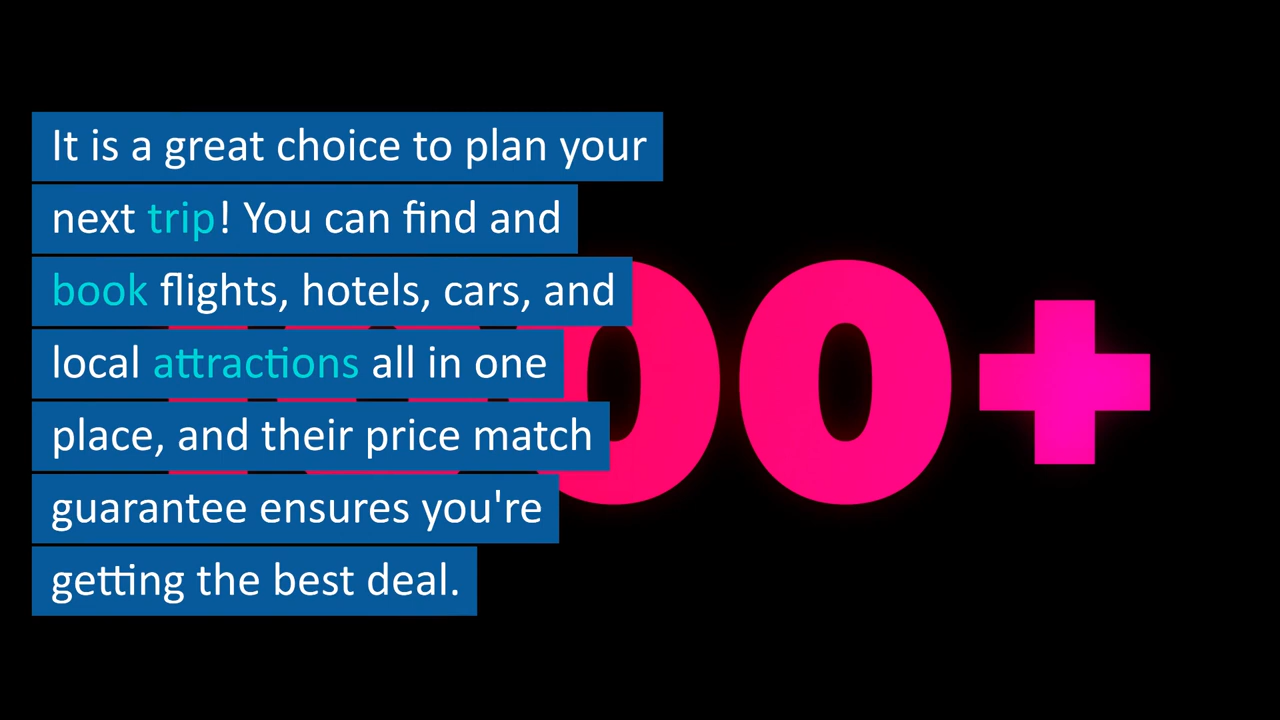 It is a great choice to plan your
next trip! You can find and
book flights, hotels, cars, and
local attractions all in one
place, and their price match
guarantee ensures you're
getting the best deal.
00+